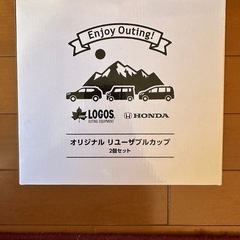 Enjoy Outing!
LOGOS
OUTING EQUIPMENT
HONDA
オリジナル リユーザブルカップ
2個セット